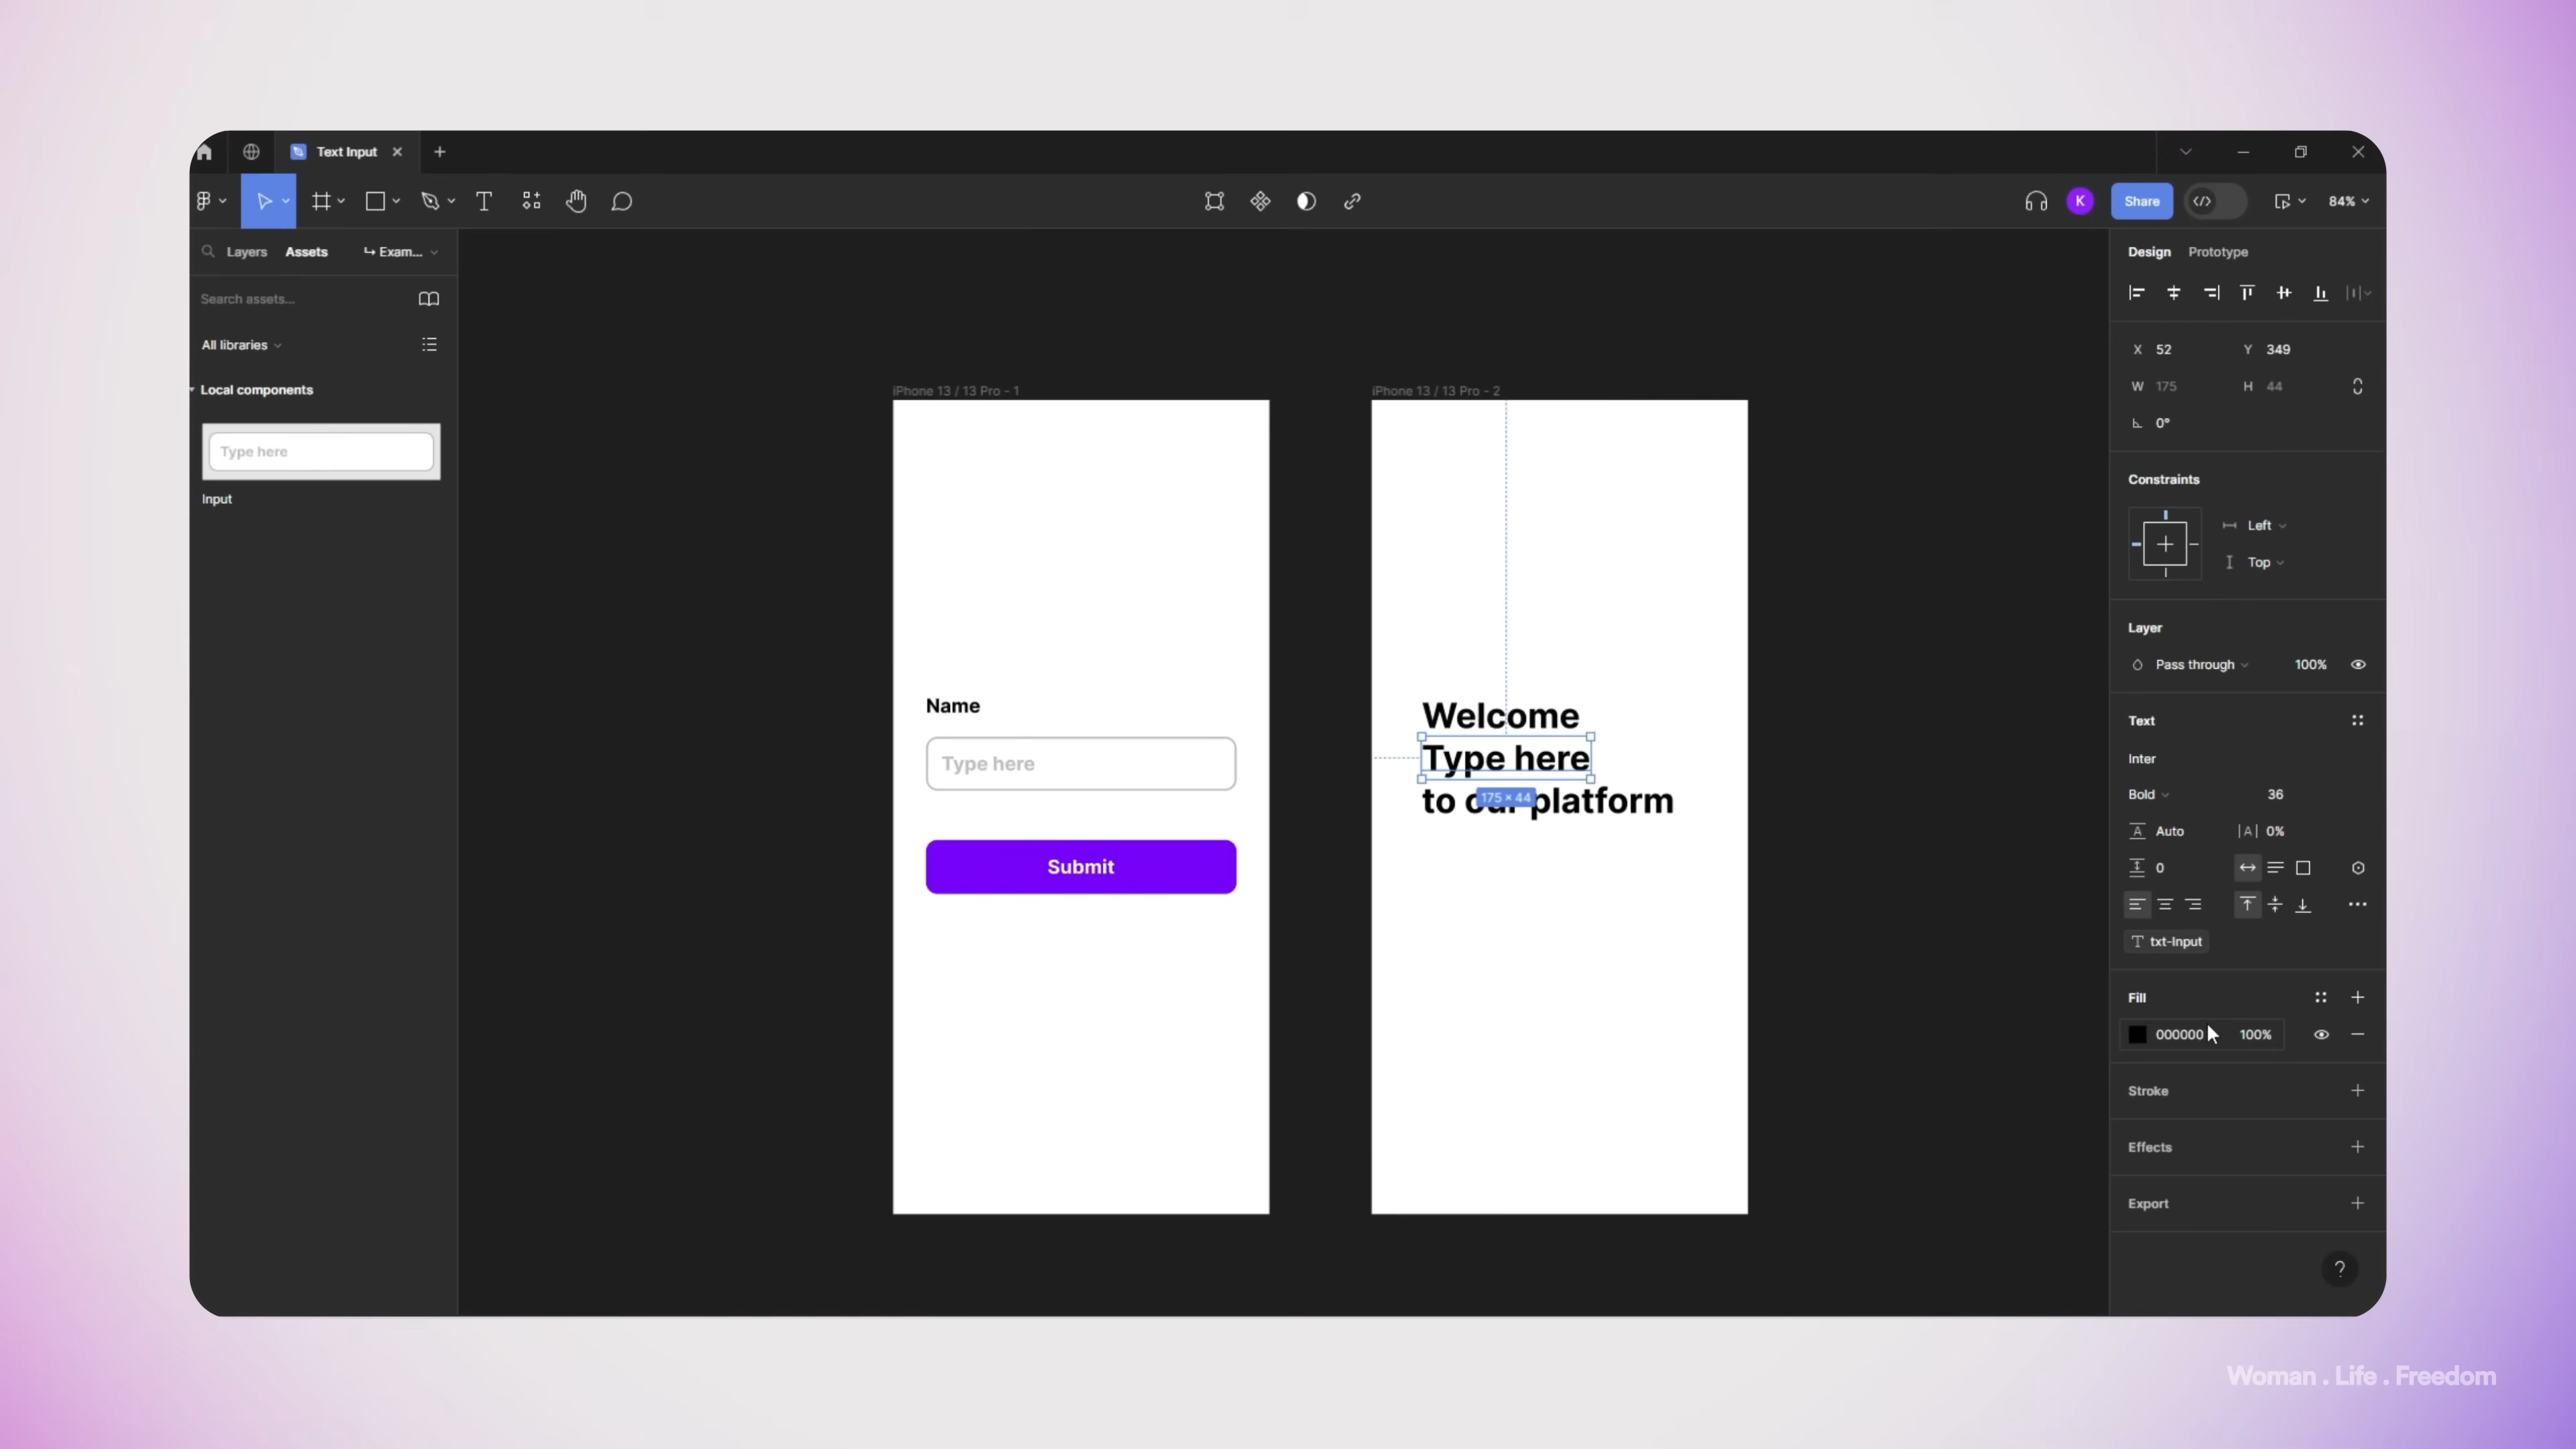 Text Input
K
Share
84%
Layers
Assets
Exam...
Search assets...
All libraries
Local components
Type here
Input
iPhone 13 / 13 Pro - 1
Name
Type here
Submit
iPhone 13 / 13 Pro - 2
Welcome
Type here
175 × 44
to our platform
Design
Prototype
X 52
Y 349
W 175
H 44
0°
Constraints
Left
Top
Layer
Pass through
100%
Text
Inter
Bold
36
A Auto
|A| 0%
0
T txt-input
Fill
000000
100%
Stroke
Effects
Export
?
Woman . Life . Freedom